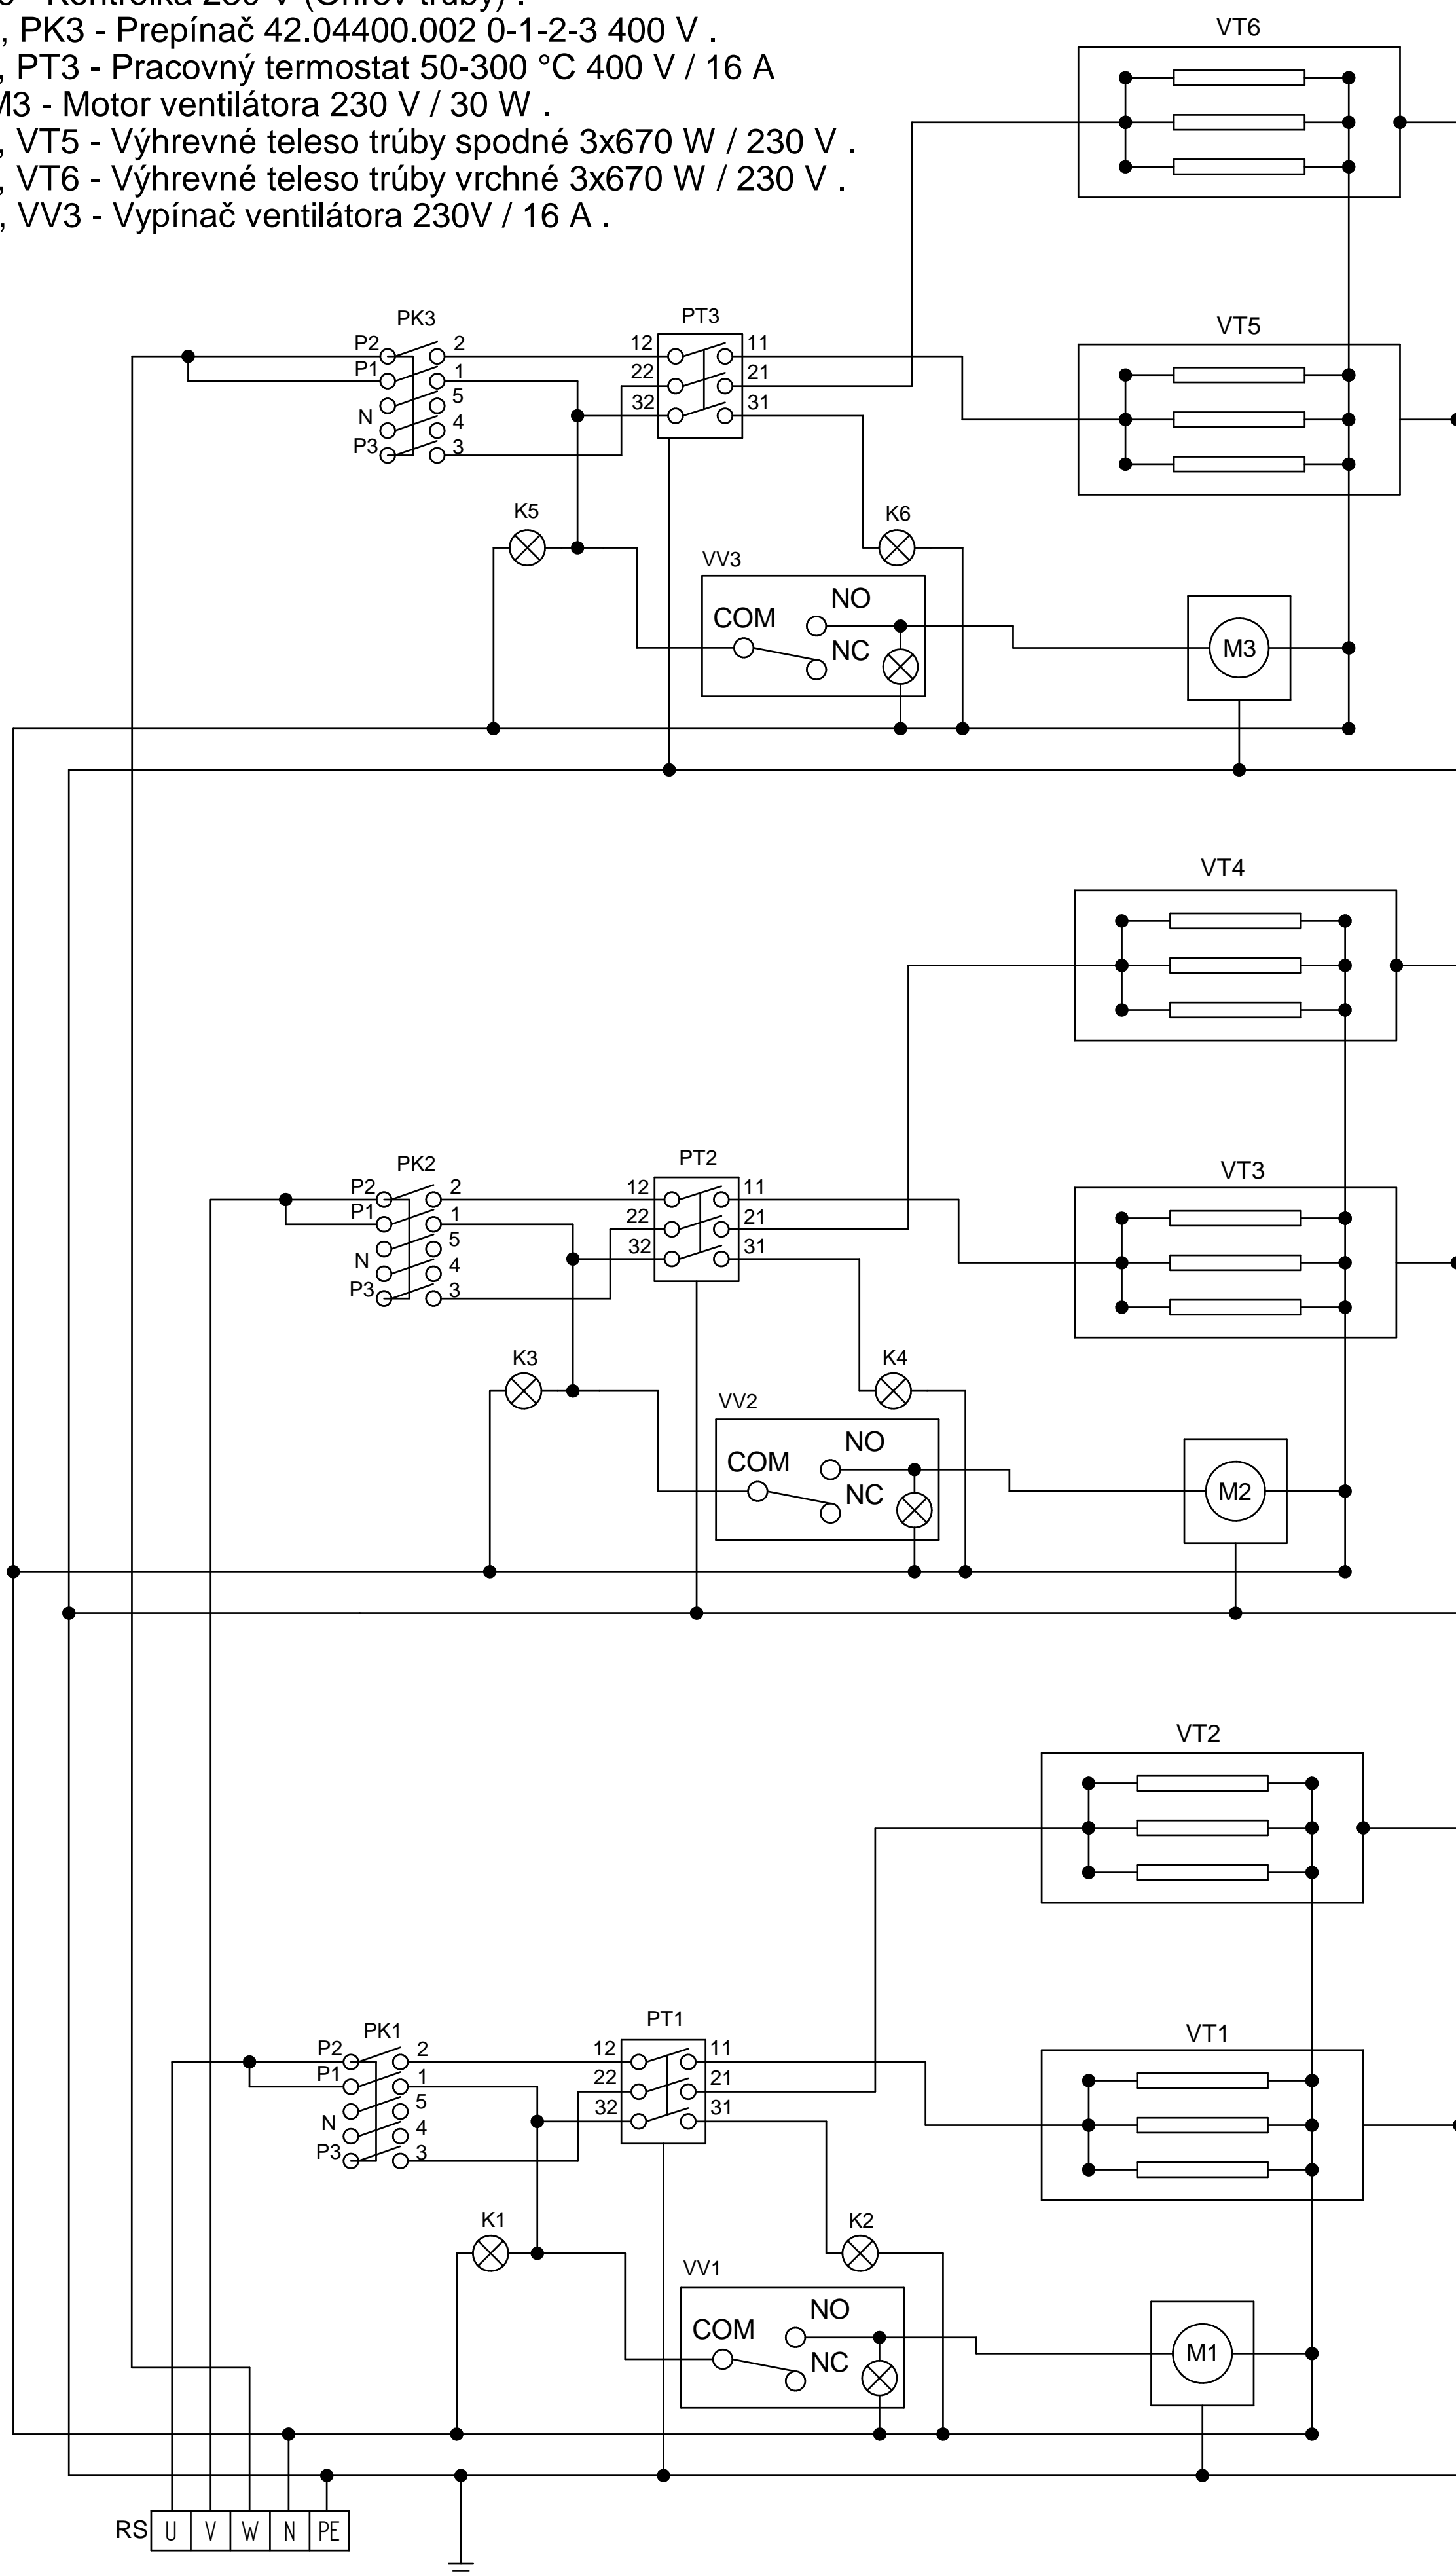 - Kontrolka 230 V (Ohrev trúby) .
, PK3 - Prepínač 42.04400.002 0-1-2-3 400 V .
, PT3 - Pracovný termostat 50-300 °C 400 V / 16 A
M3 - Motor ventilátora 230 V / 30 W .
, VT5 - Výhrevné teleso trúby spodné 3x670 W / 230 V .
, VT6 - Výhrevné teleso trúby vrchné 3x670 W / 230 V .
, VV3 - Vypínač ventilátora 230V / 16 A .
VT6
PK3
PT3
VT5
P2 2 12 11
P1 1 22 21
5
N 4 32 31
P3 3
K5
K6
VV3
NO
COM
NC
M3
VT4
PK2
PT2
VT3
P2 2 12 11
P1 1 22 21
5
N 4 32 31
P3 3
K3
K4
VV2
NO
COM
NC
M2
VT2
PK1
PT1
VT1
P2 2 12 11
P1 1 22 21
5
N 4 32 31
P3 3
K1
K2
VV1
NO
COM
NC
M1
RS U V W N PE